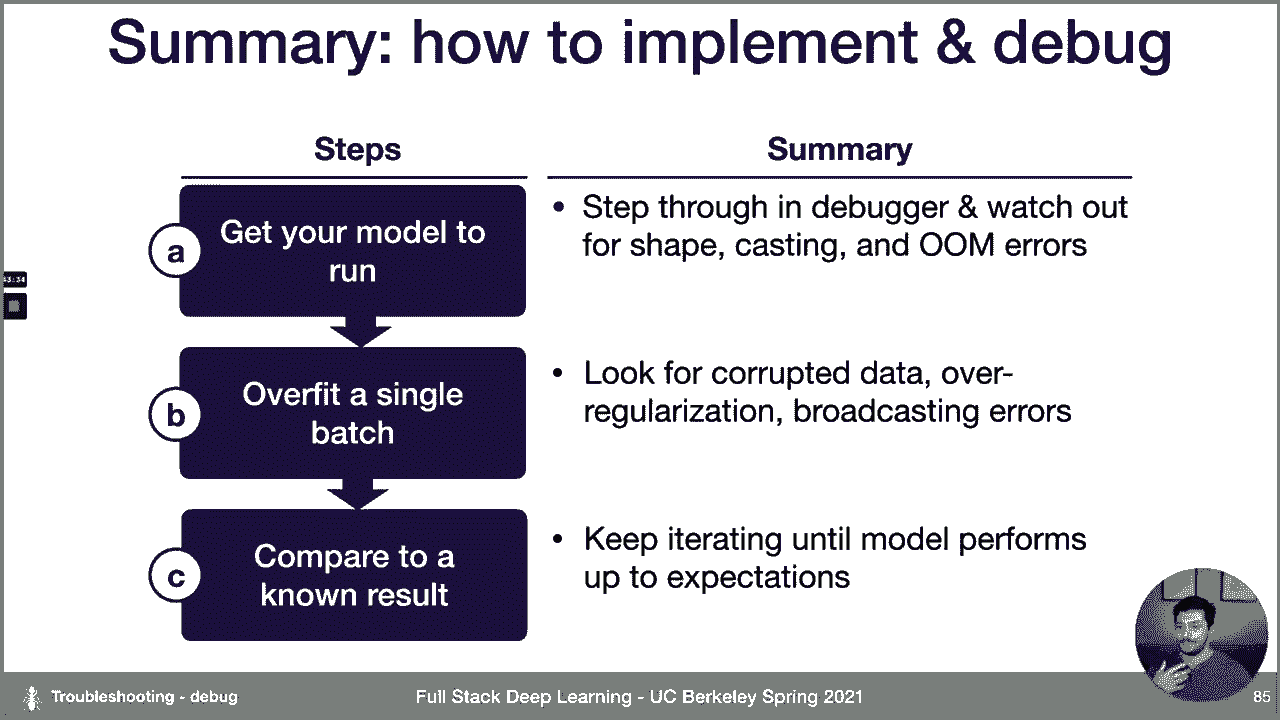 Summary: how to implement & debug
Steps
Summary
a
Get your model to
run
• Step through in debugger & watch out
for shape, casting, and OOM errors
b
Overfit a single
batch
• Look for corrupted data, over-
regularization, broadcasting errors
c
Compare to a
known result
• Keep iterating until model performs
up to expectations
Troubleshooting - debug
Full Stack Deep Learning - UC Berkeley Spring 2021
85